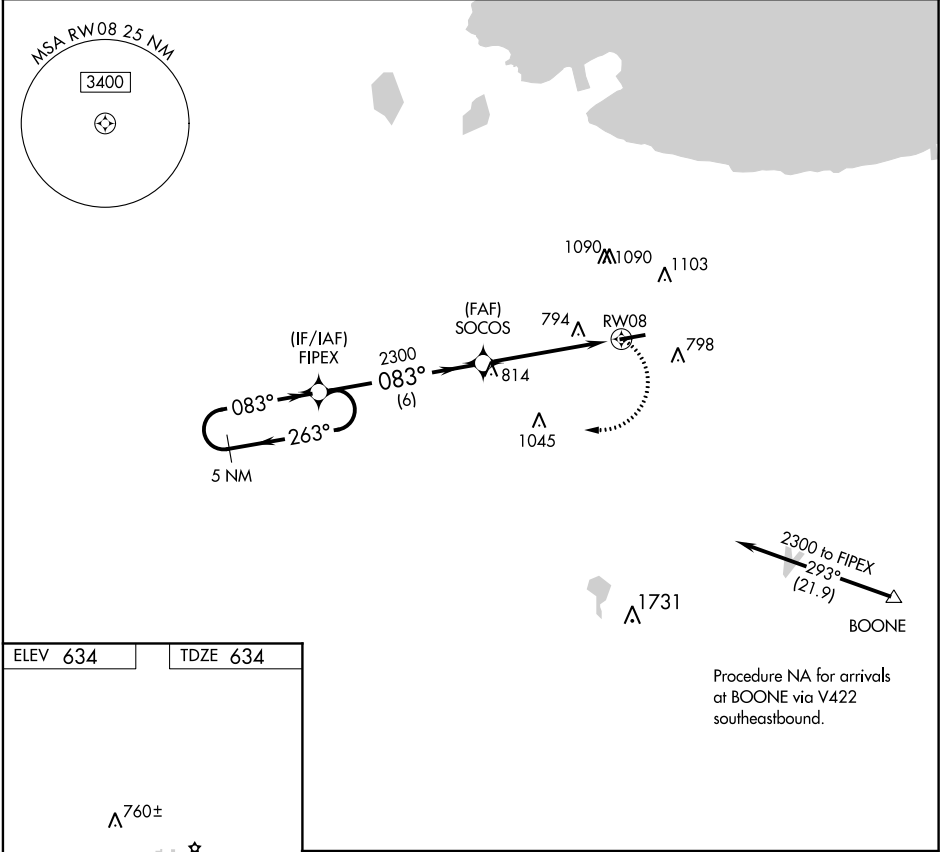 MSA RW08 25 NM
3400
1090
1090
1103
(FAF)
SOCOS
794
RW08
798
(IF/IAF)
FIPEX
2300
083°
(6)
814
083°
263°
1045
5 NM
2300 to FIPEX
293°
(21.9)
BOONE
1731
ELEV 634
TDZE 634
Procedure NA for arrivals
at BOONE via V422
southeastbound.
760±